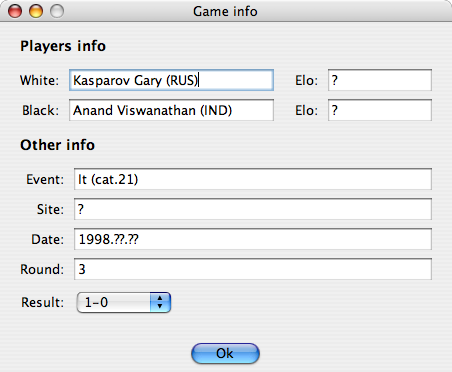 Game info
Players info
White: Kasparov Gary (RUS) Elo: ?
Black: Anand Viswanathan (IND) Elo: ?
Other info
Event: It (cat.21)
Site: ?
Date: 1998.??.??
Round: 3
Result: 1-0
Ok